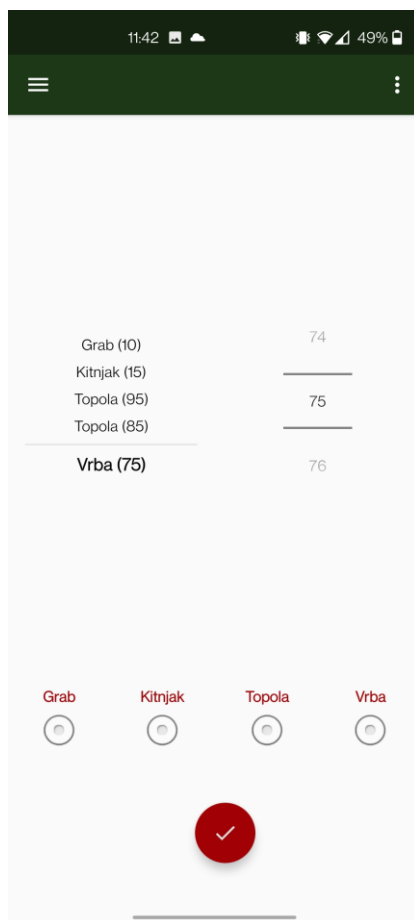 11:42 49%
Grab (10)
Kitnjak (15)
Topola (95)
Topola (85)
Vrba (75)
74
75
76
Grab Kitnjak Topola Vrba